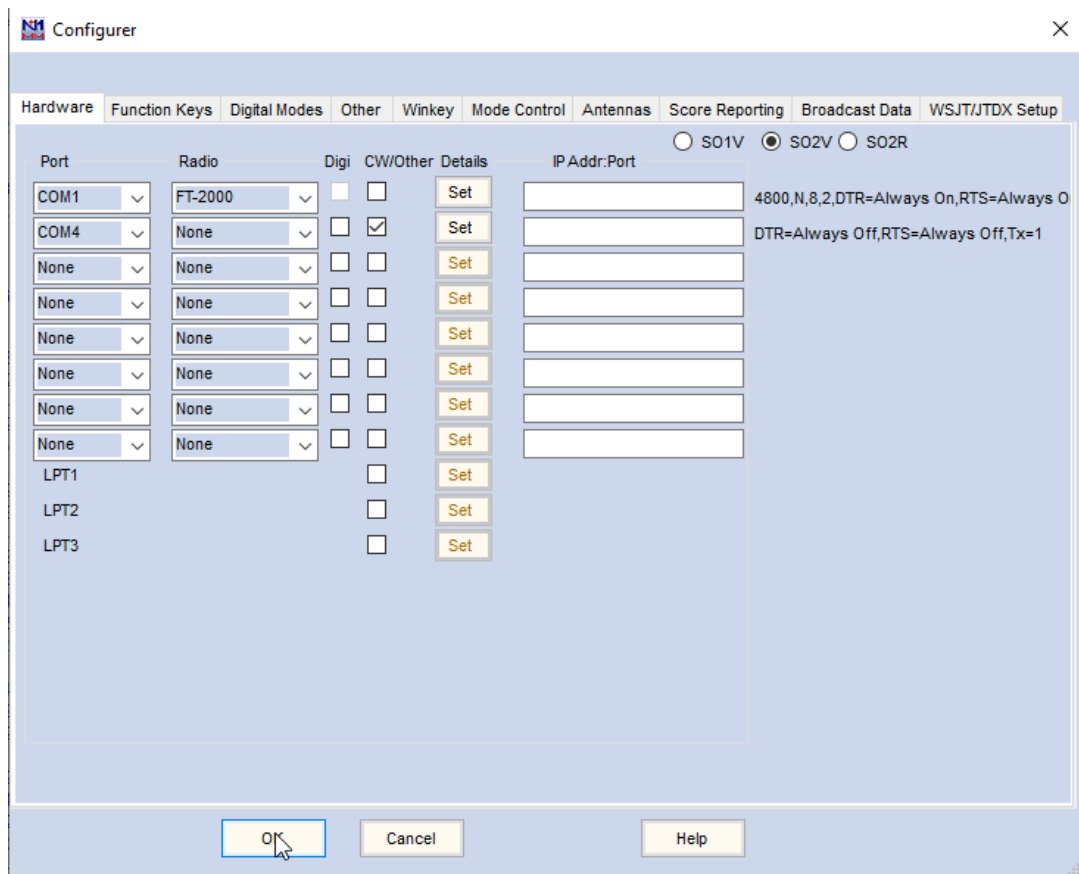 N1MM Configurer
Hardware Function Keys Digital Modes Other Winkey Mode Control Antennas Score Reporting Broadcast Data WSJT/JTDX Setup
SO1V SO2V SO2R
Port Radio Digi CW/Other Details IP Addr:Port
COM1 FT-2000 Set 4800,N,8,2,DTR=Always On,RTS=Always O
COM4 None Set DTR=Always Off,RTS=Always Off,Tx=1
None None Set
None None Set
None None Set
None None Set
None None Set
None None Set
LPT1 Set
LPT2 Set
LPT3 Set
OK Cancel Help